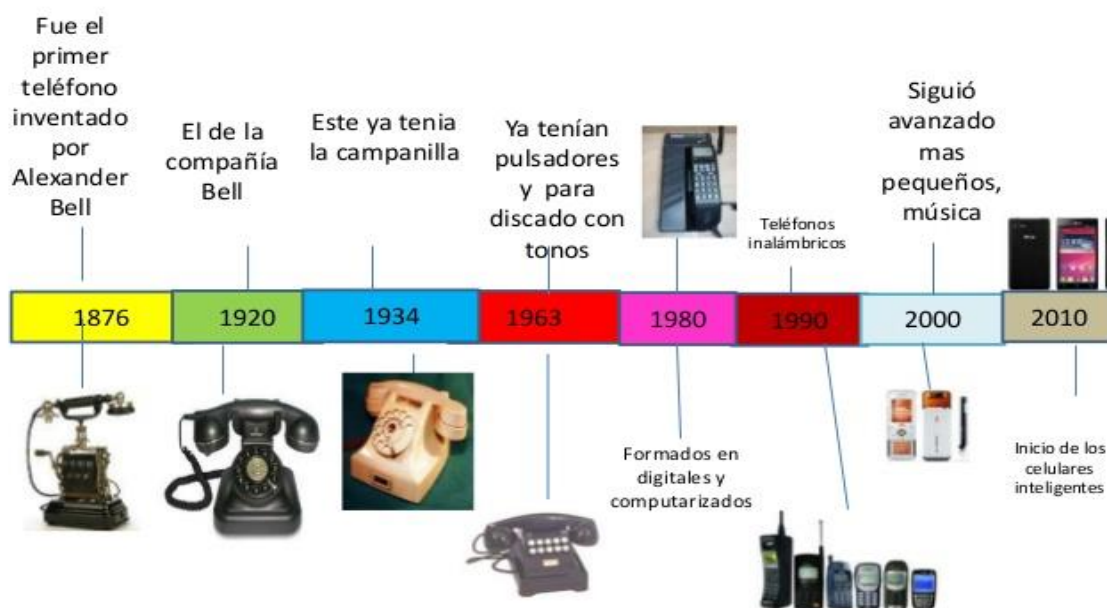 Fue el
primer
teléfono
inventado
por
Alexander
Bell
El de la
compañía
Bell
Este ya tenia
la campanilla
Ya tenían
pulsadores
y para
discado con
tonos
Teléfonos
inalámbricos
Siguió
avanzado
mas
pequeños,
música
1876
1920
1934
1963
1980
1990
2000
2010
Formados en
digitales y
computarizados
Inicio de los
celulares
inteligentes